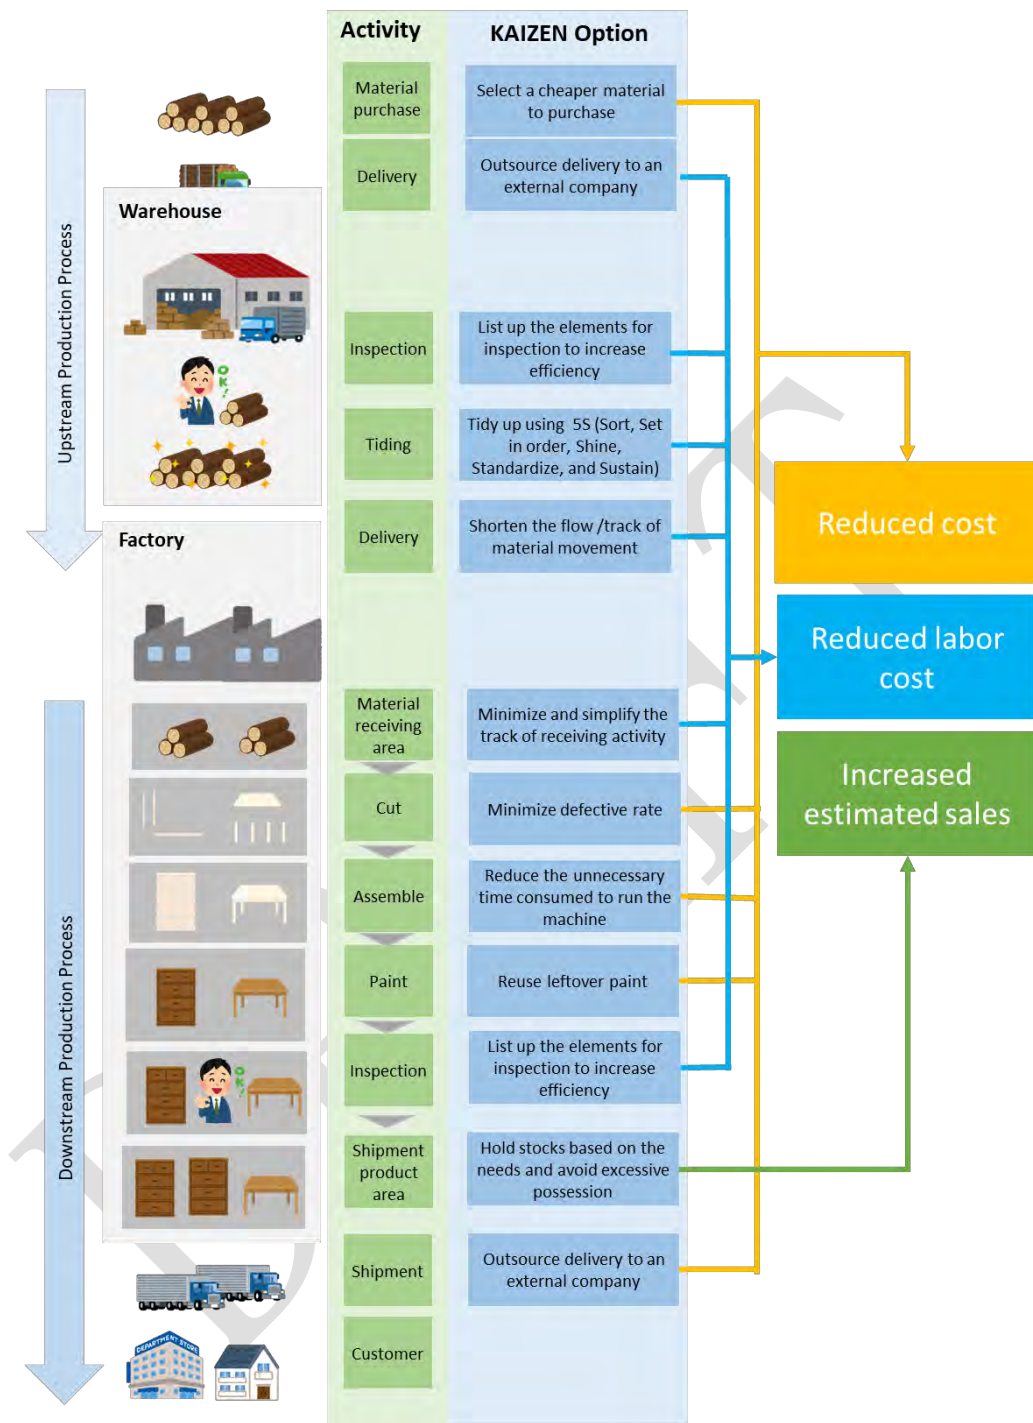 Activity
KAIZEN Option
Material
purchase
Select a cheaper material
to purchase
Delivery
Outsource delivery to an
external company
Upstream Production Process
Warehouse
OK!
Inspection
List up the elements for
inspection to increase
efficiency
Tiding
Tidy up using 5S (Sort, Set
in order, Shine,
Standardize, and Sustain)
Delivery
Shorten the flow /track of
material movement
Reduced cost
Reduced labor
cost
Increased
estimated sales
Factory
Downstream Production Process
Material
receiving
area
Minimize and simplify the
track of receiving activity
Cut
Minimize defective rate
Assemble
Reduce the unnecessary
time consumed to run the
machine
Paint
Reuse leftover paint
OK!
Inspection
List up the elements for
inspection to increase
efficiency
Shipment
product
area
Hold stocks based on the
needs and avoid excessive
possession
Shipment
Outsource delivery to an
external company
DEPARTMENT STORE
Customer